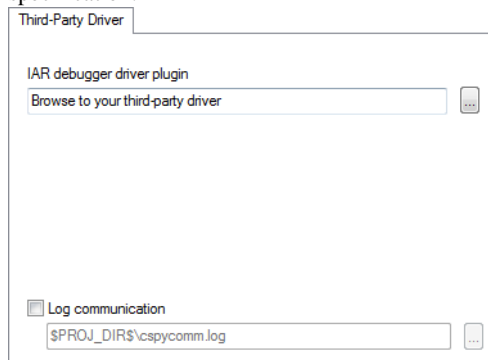 Third-Party Driver
IAR debugger driver plugin
Browse to your third-party driver
...
Log communication
$PROJ_DIR$\cspycomm.log
...